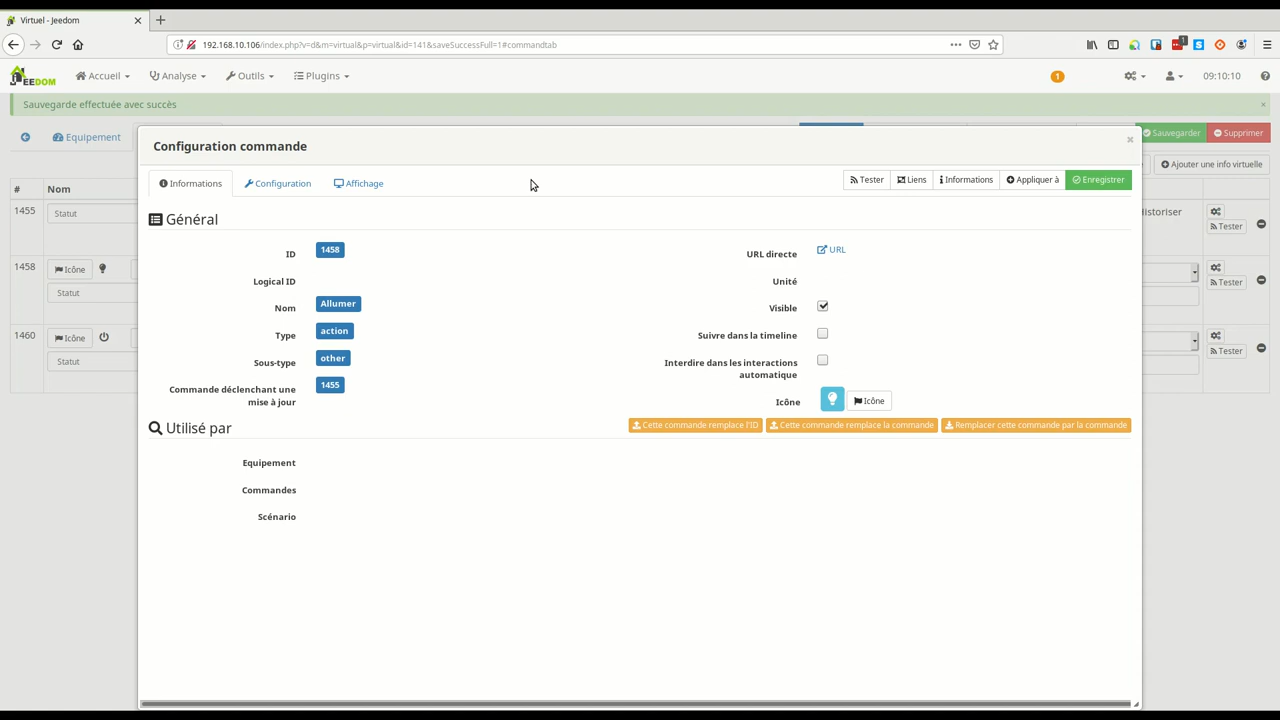 Virtuel - Jeedom
192.168.10.106/index.php?v=d&m=virtual&p=virtual&id=141&saveSuccessFull=1#commandtab
1
JEEDOM Accueil Analyse Outils Plugins 1 09:10:10
Sauvegarde effectuée avec succès ×
Equipement Sauvegarder Supprimer
Configuration commande ×
Ajouter une info virtuelle
Informations Configuration Affichage Tester Liens Informations Appliquer à Enregistrer
# Nom
1455 Statut Historiser
Tester
1458 Icône
Statut Tester
1460 Icône
Statut Tester
Général
ID 1458 URL directe URL
Logical ID Unité
Nom Allumer Visible
Type action Suivre dans la timeline
Sous-type other Interdire dans les interactions
automatique
Commande déclenchant une
mise à jour 1455 Icône Icône
Utilisé par Cette commande remplace l'ID Cette commande remplace la commande Remplacer cette commande par la commande
Equipement
Commandes
Scénario